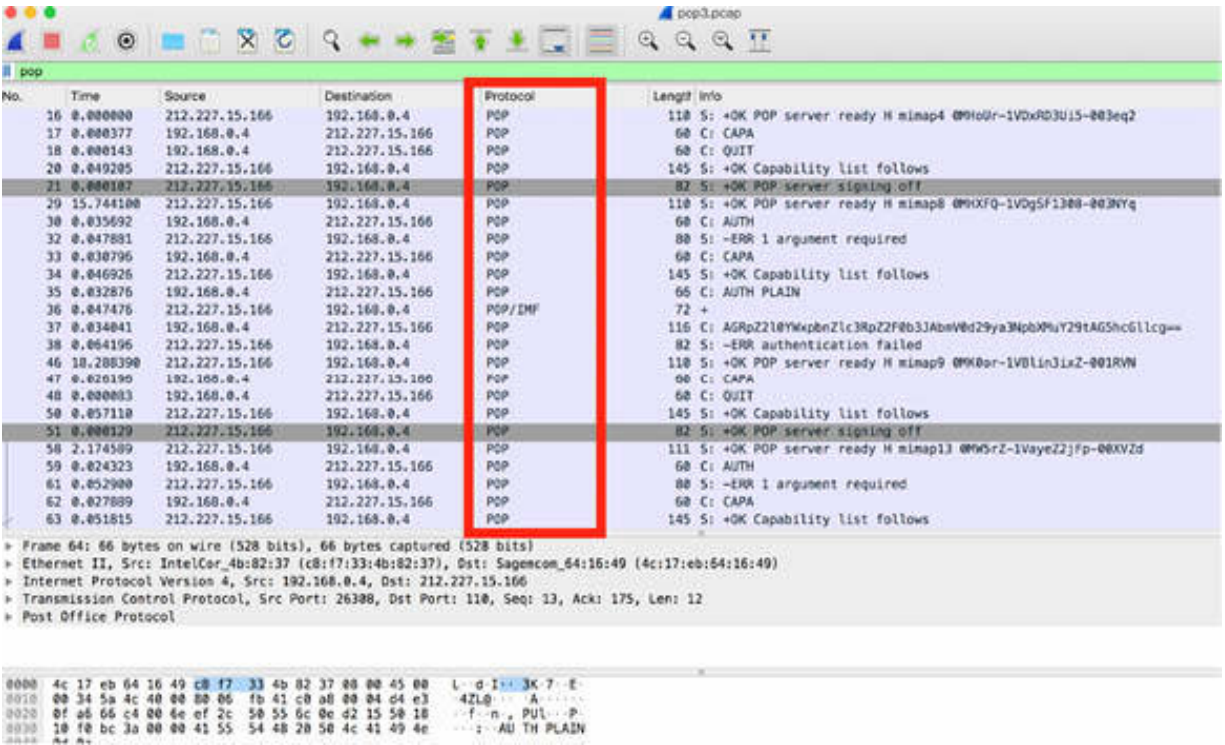 pop3.pcap
pop
No. Time Source Destination Protocol Length Info
16 0.000000 212.227.15.166 192.168.0.4 POP 110 S: +OK POP server ready H mimap4
17 0.000377 192.168.0.4 212.227.15.166 POP 60 C: CAPA
18 0.000143 192.168.0.4 212.227.15.166 POP 60 C: QUIT
20 0.049205 212.227.15.166 192.168.0.4 POP 145 S: +OK Capability list follows
21 0.000107 212.227.15.166 192.168.0.4 POP 82 S: +OK POP server signing off
29 15.744100 212.227.15.166 192.168.0.4 POP 110 S: +OK POP server ready H mimap8
30 0.035692 192.168.0.4 212.227.15.166 POP 60 C: AUTH
32 0.047881 212.227.15.166 192.168.0.4 POP 80 S: -ERR 1 argument required
33 0.030796 192.168.0.4 212.227.15.166 POP 60 C: CAPA
34 0.046926 212.227.15.166 192.168.0.4 POP 145 S: +OK Capability list follows
35 0.032876 192.168.0.4 212.227.15.166 POP 66 C: AUTH PLAIN
36 0.047476 212.227.15.166 192.168.0.4 POP/IMF 72 +
37 0.034041 192.168.0.4 212.227.15.166 POP 116 C:
38 0.064196 212.227.15.166 192.168.0.4 POP 82 S: -ERR authentication failed
46 18.288390 212.227.15.166 192.168.0.4 POP 110 S: +OK POP server ready H mimap9
47 0.026196 192.168.0.4 212.227.15.166 POP 60 C: CAPA
48 0.000083 192.168.0.4 212.227.15.166 POP 60 C: QUIT
50 0.057110 212.227.15.166 192.168.0.4 POP 145 S: +OK Capability list follows
51 0.000129 212.227.15.166 192.168.0.4 POP 82 S: +OK POP server signing off
58 2.174589 212.227.15.166 192.168.0.4 POP 111 S: +OK POP server ready H mimap13
59 0.024323 192.168.0.4 212.227.15.166 POP 60 C: AUTH
61 0.052900 212.227.15.166 192.168.0.4 POP 80 S: -ERR 1 argument required
62 0.027889 192.168.0.4 212.227.15.166 POP 60 C: CAPA
63 0.051815 212.227.15.166 192.168.0.4 POP 145 S: +OK Capability list follows
Frame 64: 66 bytes on wire (528 bits), 66 bytes captured (528 bits)
Ethernet II, Src: IntelCor_4b:82:37 (c8:f7:33:4b:82:37), Dst: Sagemcom_64:16:49 (4c:17:eb:64:16:49)
Internet Protocol Version 4, Src: 192.168.0.4, Dst: 212.227.15.166
Transmission Control Protocol, Src Port: 26308, Dst Port: 110, Seq: 13, Ack: 175, Len: 12
Post Office Protocol
0000 4c 17 eb 64 16 49 c8 f7 33 4b 82 37 08 00 45 00 L··d·I·· 3K·7··E·
0010 00 34 5a 4c 40 00 80 06 fb 41 c0 a8 00 04 d4 e3 ·4ZL@··· ·A······
0020 0f a6 66 c4 00 6e ef 2c 50 55 6c 0e d2 15 50 18 ··f··n·, PUl···P·
0030 10 f0 bc 3a 00 00 41 55 54 48 20 50 4c 41 49 4e ···:··AU TH PLAIN